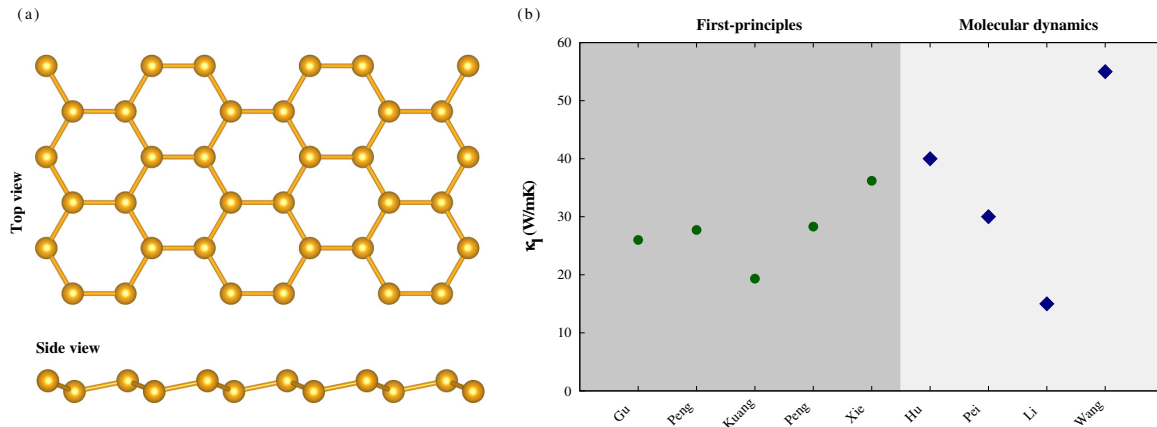 (a)
Top view
Side view
(b)
First-principles
Molecular dynamics
κl (W/mK)
60
50
40
30
20
10
0
Gu
Peng
Kuang
Peng
Xie
Hu
Pei
Li
Wang